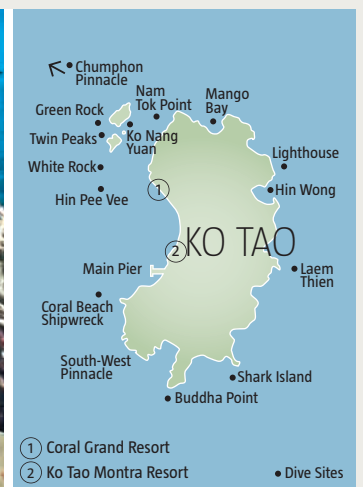 Chumphon
Pinnacle
Nam
Tok Point
Mango
Bay
Green Rock
Twin Peaks
Ko Nang
Yuan
Lighthouse
White Rock
Hin Wong
Hin Pee Vee
1
2
KO TAO
Main Pier
Laem
Thien
Coral Beach
Shipwreck
South-West
Pinnacle
Shark Island
Buddha Point
1 Coral Grand Resort
2 Ko Tao Montra Resort
Dive Sites